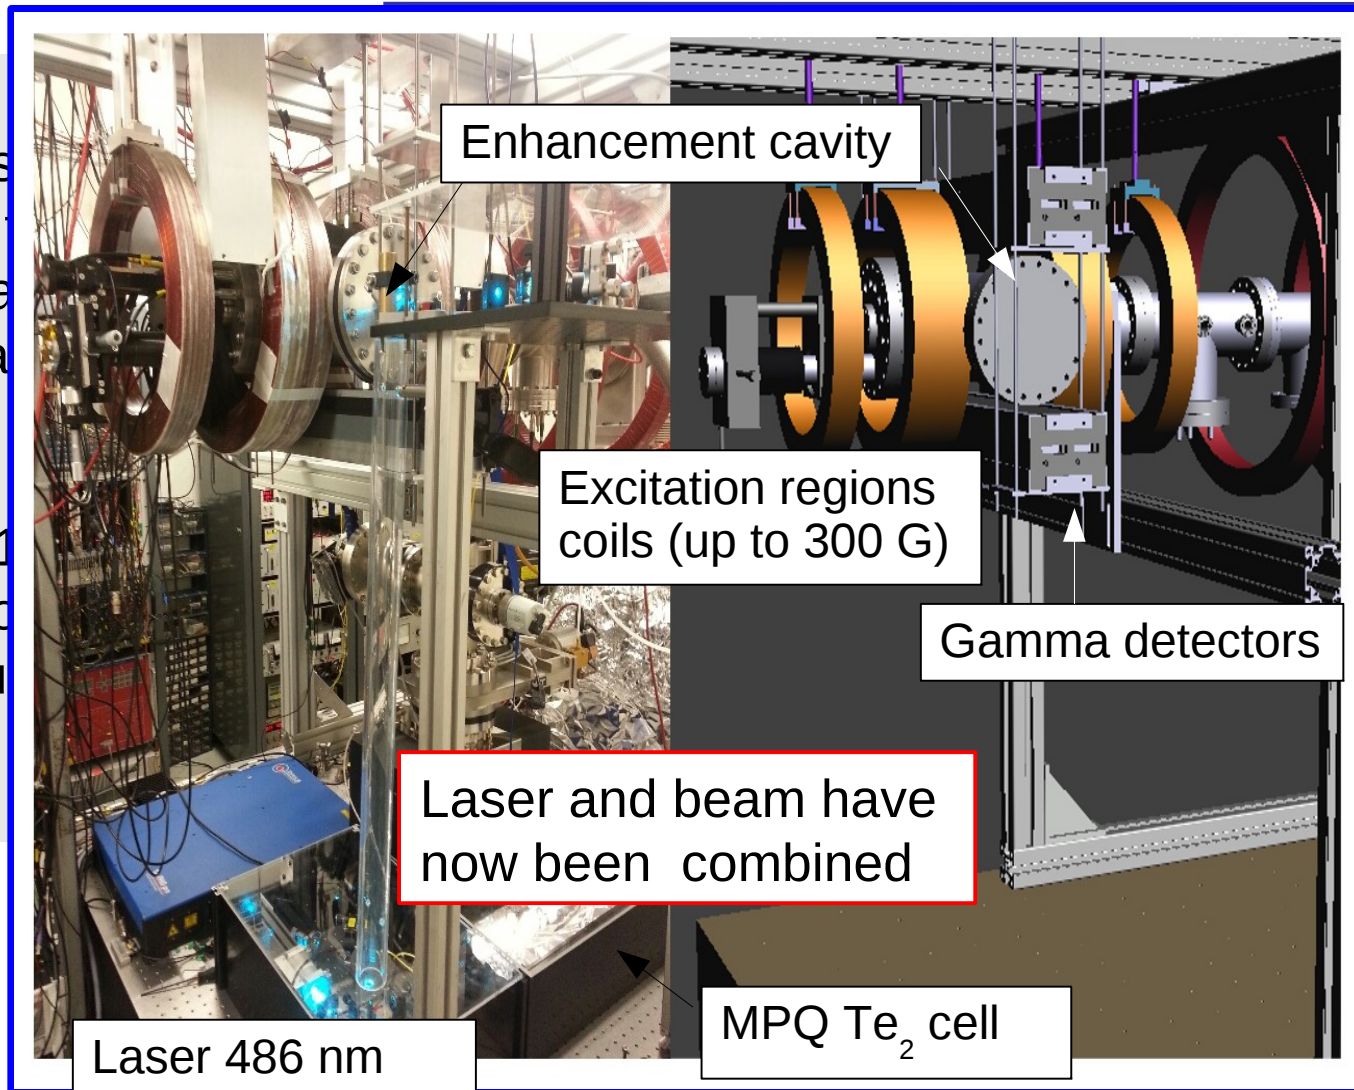 Enhancement cavity
Excitation regions
coils (up to 300 G)
Gamma detectors
Laser and beam have
now been combined
MPQ Te₂ cell
Laser 486 nm